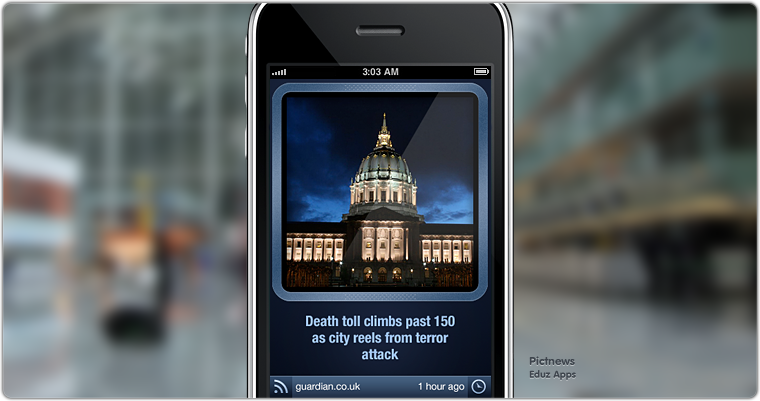 3:03 AM
Death toll climbs past 150
as city reels from terror
attack
guardian.co.uk
1 hour ago
Pictnews
Eduz Apps